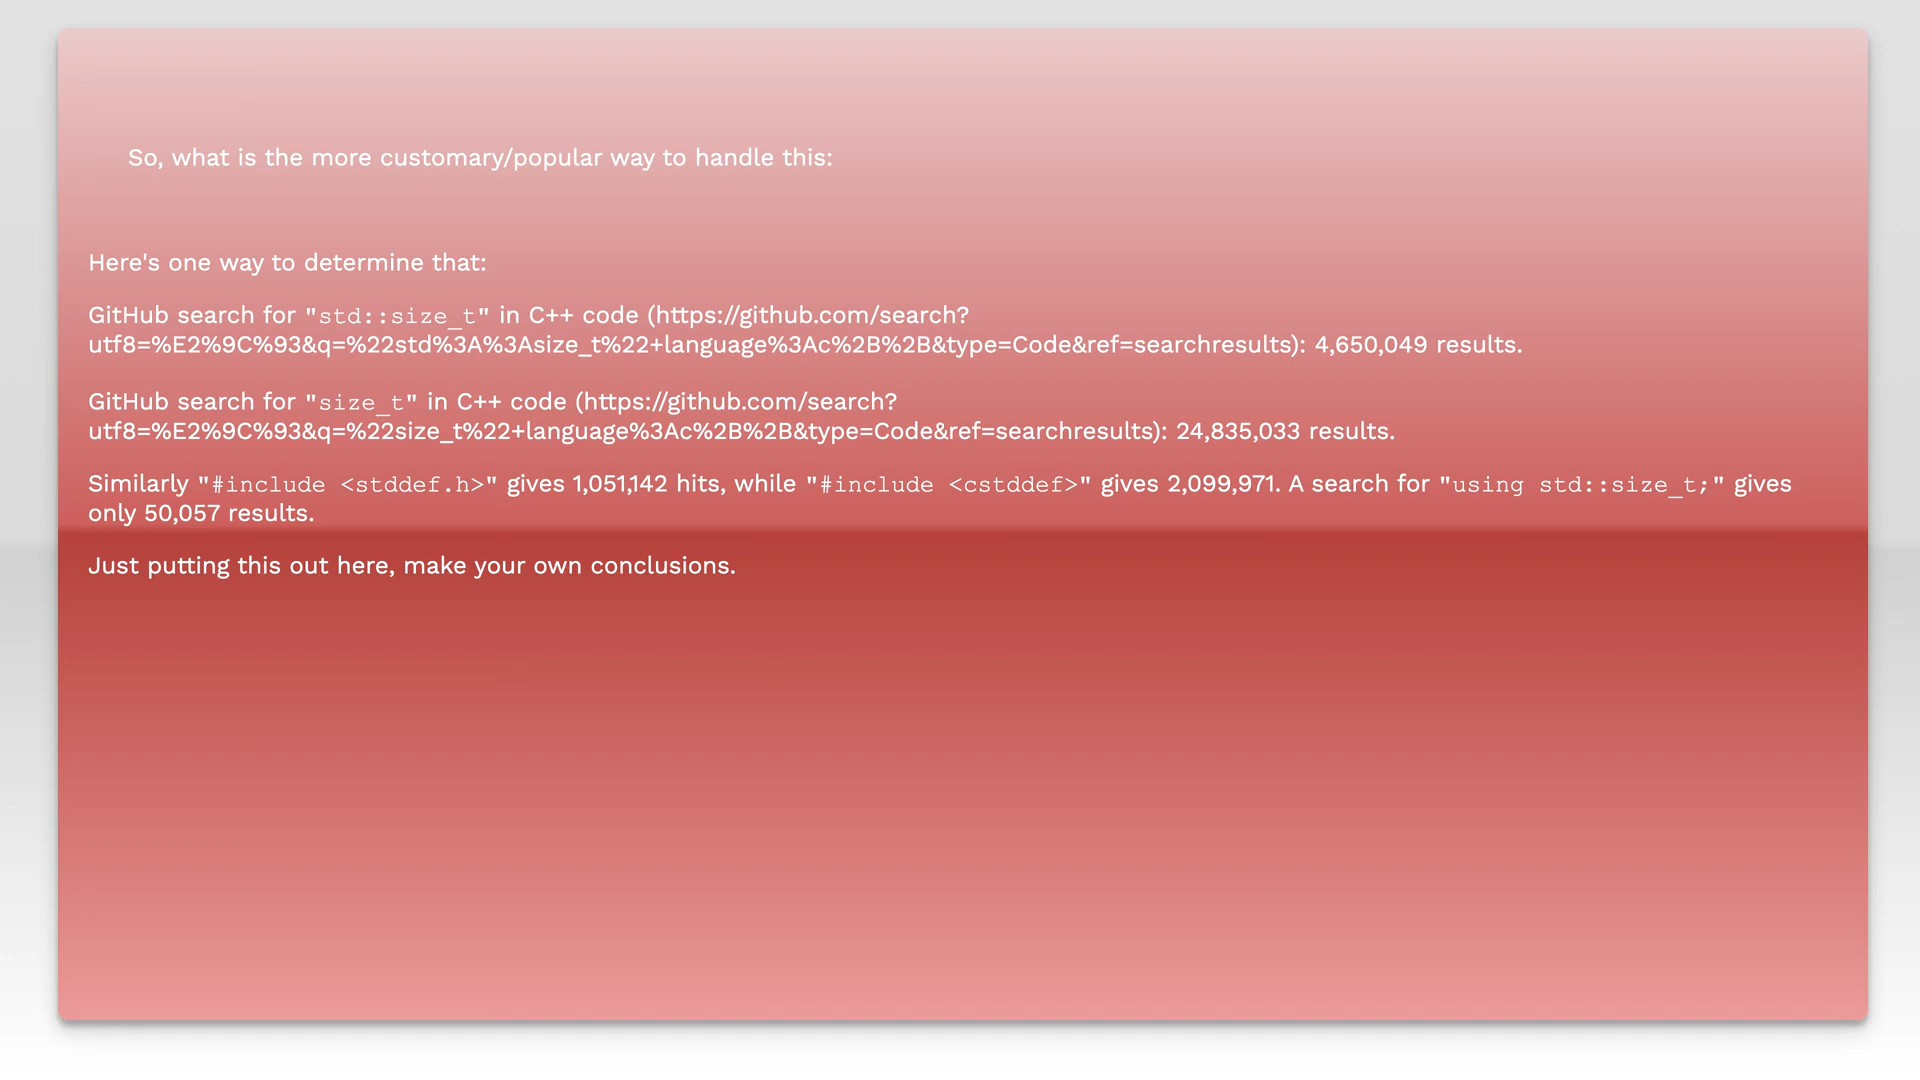 So, what is the more customary/popular way to handle this:
Here's one way to determine that:
GitHub search for "std::size_t" in C++ code (https://github.com/search?
utf8=%E2%9C%93&q=%22std%3A%3Asize_t%22+language%3Ac%2B%2B&type=Code&ref=searchresults): 4,650,049 results.
GitHub search for "size_t" in C++ code (https://github.com/search?
utf8=%E2%9C%93&q=%22size_t%22+language%3Ac%2B%2B&type=Code&ref=searchresults): 24,835,033 results.
Similarly "#include <stddef.h>" gives 1,051,142 hits, while "#include <cstddef>" gives 2,099,971. A search for "using std::size_t;" gives
only 50,057 results.
Just putting this out here, make your own conclusions.